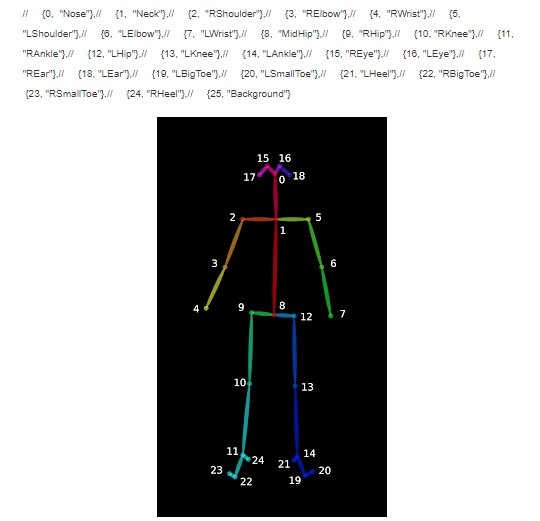 //    {0, "Nose"},//    {1, "Neck"},//    {2, "RShoulder"},//    {3, "RElbow"},//    {4, "RWrist"},//    {5,
"LShoulder"},//    {6, "LElbow"},//    {7, "LWrist"},//    {8, "MidHip"},//    {9, "RHip"},//    {10, "RKnee"},//    {11,
"RAnkle"},//    {12, "LHip"},//    {13, "LKnee"},//    {14, "LAnkle"},//    {15, "REye"},//    {16, "LEye"},//    {17,
"REar"},//    {18, "LEar"},//    {19, "LBigToe"},//    {20, "LSmallToe"},//    {21, "LHeel"},//    {22, "RBigToe"},//
{23, "RSmallToe"},//    {24, "RHeel"},//    {25, "Background"}
15 16
17 0 18
2 5
1
3 6
4 7
9 8 12
10 13
11 14
24 21
23 20
22 19